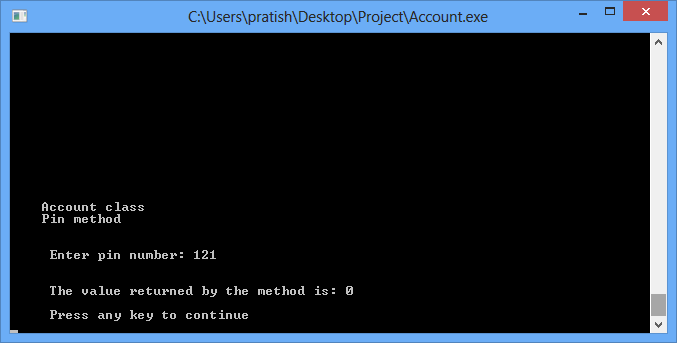 C:\Users\pratish\Desktop\Project\Account.exe
Account class
Pin method
Enter pin number: 121
The value returned by the method is: 0
Press any key to continue